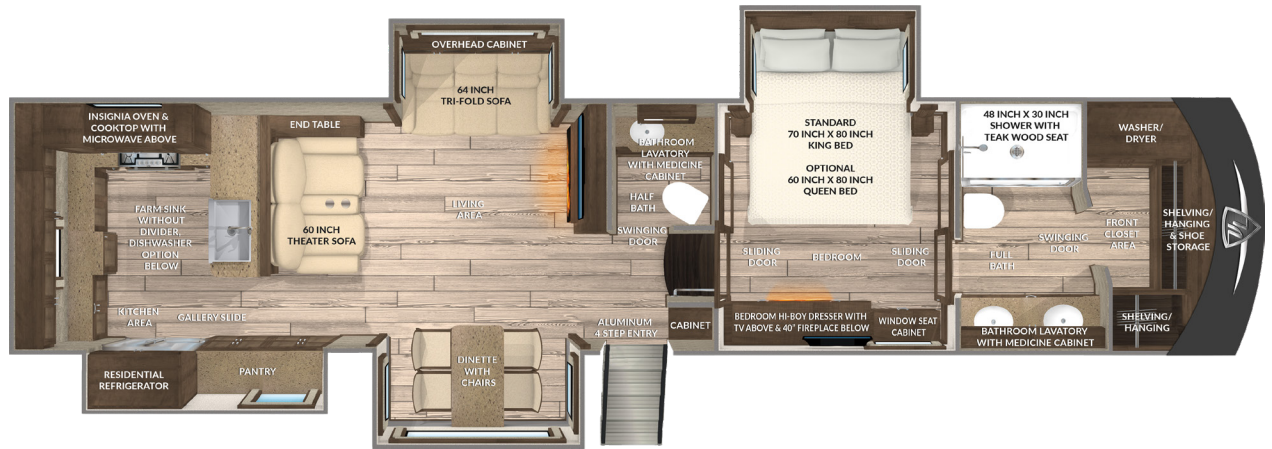 INSIGNIA OVEN &
COOKTOP WITH
MICROWAVE ABOVE
END TABLE
OVERHEAD CABINET
64 INCH
TRI-FOLD SOFA
FARM SINK
WITHOUT
DIVIDER,
DISHWASHER
OPTION
BELOW
60 INCH
THEATER SOFA
LIVING
AREA
KITCHEN
AREA
GALLERY SLIDE
RESIDENTIAL
REFRIGERATOR
PANTRY
DINETTE
WITH
CHAIRS
BATHROOM
LAVATORY
WITH MEDICINE
CABINET
HALF
BATH
SWINGING
DOOR
ALUMINUM
4 STEP ENTRY
CABINET
STANDARD
70 INCH X 80 INCH
KING BED
OPTIONAL
60 INCH X 80 INCH
QUEEN BED
SLIDING
DOOR
BEDROOM
SLIDING
DOOR
BEDROOM HI-BOY DRESSER WITH
TV ABOVE & 40" FIREPLACE BELOW
WINDOW SEAT
CABINET
48 INCH X 30 INCH
SHOWER WITH
TEAK WOOD SEAT
FULL
BATH
SWINGING
DOOR
BATHROOM LAVATORY
WITH MEDICINE CABINET
WASHER/
DRYER
FRONT
CLOSET
AREA
SHELVING/
HANGING
& SHOE
STORAGE
SHELVING/
HANGING